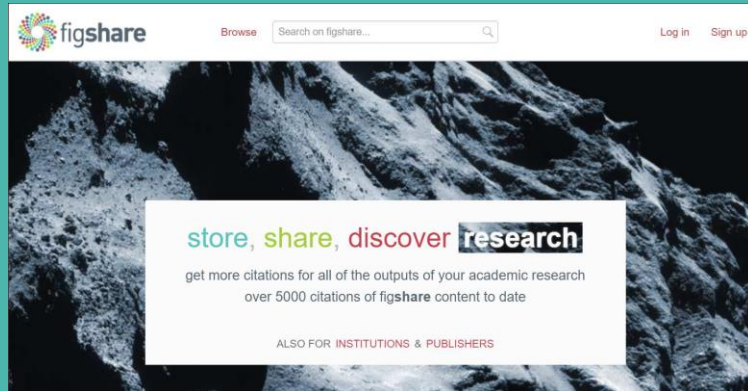 figshare
Browse
Search on figshare...
Log in
Sign up
store, share, discover research
get more citations for all of the outputs of your academic research
over 5000 citations of figshare content to date
ALSO FOR INSTITUTIONS & PUBLISHERS